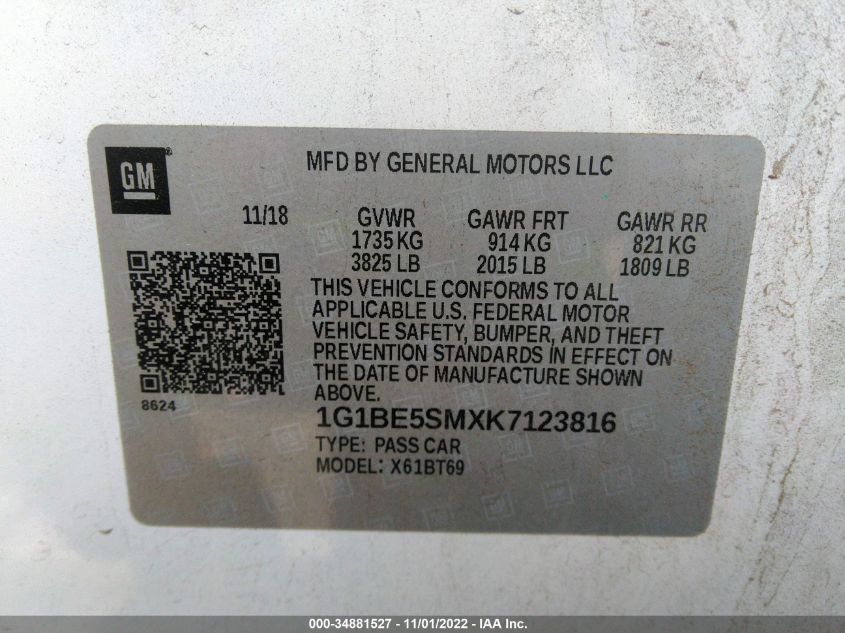 GM®
MFD BY GENERAL MOTORS LLC
11/18 GVWR GAWR FRT GAWR RR
1735 KG 914 KG 821 KG
3825 LB 2015 LB 1809 LB
THIS VEHICLE CONFORMS TO ALL
APPLICABLE U.S. FEDERAL MOTOR
VEHICLE SAFETY, BUMPER, AND THEFT
PREVENTION STANDARDS IN EFFECT ON
THE DATE OF MANUFACTURE SHOWN
ABOVE.
8624
1G1BE5SMXK7123816
TYPE: PASS CAR
MODEL: X61BT69
000-34881527 - 11/01/2022 - IAA Inc.